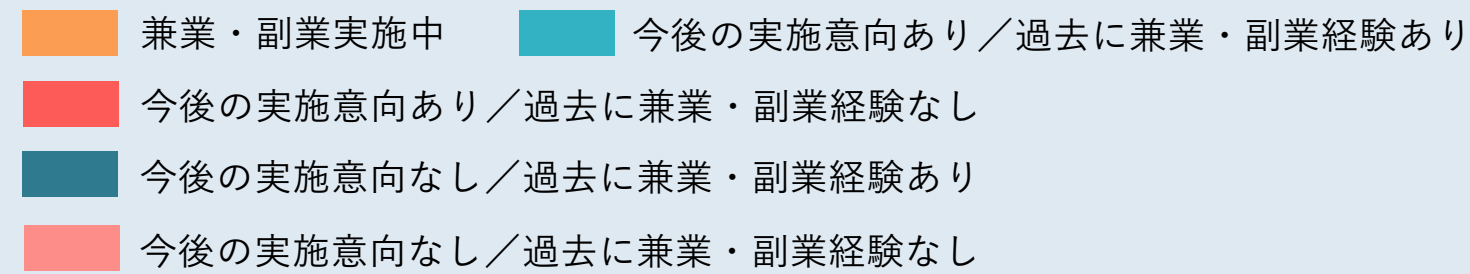 兼業・副業実施中 今後の実施意向あり／過去に兼業・副業経験あり
今後の実施意向あり／過去に兼業・副業経験なし
今後の実施意向なし／過去に兼業・副業経験あり
今後の実施意向なし／過去に兼業・副業経験なし